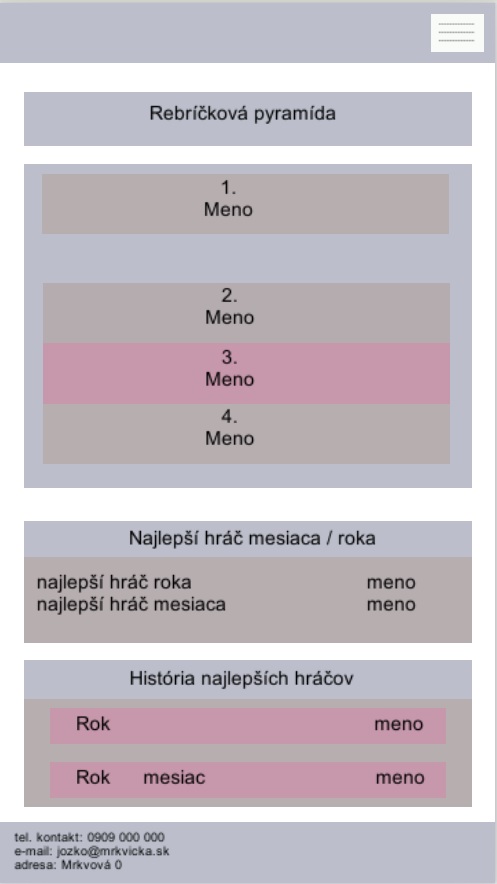 Rebríčková pyramída
1.
Meno
2.
Meno
3.
Meno
4.
Meno
Najlepší hráč mesiaca / roka
najlepší hráč roka meno
najlepší hráč mesiaca meno
História najlepších hráčov
Rok meno
Rok mesiac meno
tel. kontakt: 0909 000 000
e-mail: jozko@mrkvicka.sk
adresa: Mrkvová 0